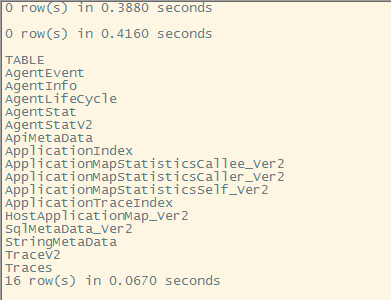 0 row(s) in 0.3880 seconds
0 row(s) in 0.4160 seconds
TABLE
AgentEvent
AgentInfo
AgentLifeCycle
AgentStat
AgentStatV2
ApiMetaData
ApplicationIndex
ApplicationMapStatisticsCallee_Ver2
ApplicationMapStatisticsCaller_Ver2
ApplicationMapStatisticsSelf_Ver2
ApplicationTraceIndex
HostApplicationMap_Ver2
SqlMetaData_Ver2
StringMetaData
TraceV2
Traces
16 row(s) in 0.0670 seconds